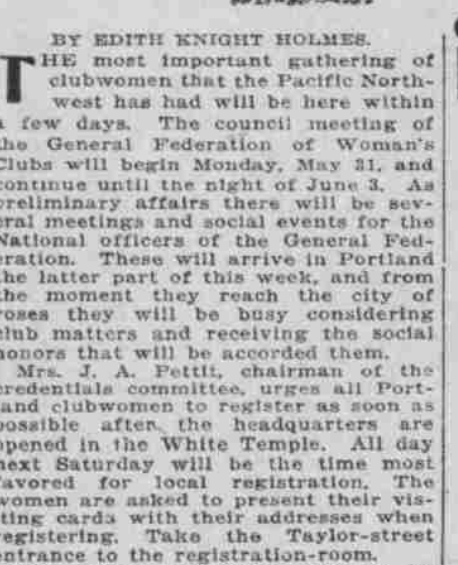 BY EDITH KNIGHT HOLMES.
THE most important gathering of
clubwomen that the Pacific North-
west has had will be here within
a few days. The council meeting of
the General Federation of Woman's
Clubs will begin Monday, May 31, and
continue until the night of June 3. As
preliminary affairs there will be sev-
eral meetings and social events for the
National officers of the General Fed-
eration. These will arrive in Portland
the latter part of this week, and from
the moment they reach the city of
roses they will be busy considering
club matters and receiving the social
honors that will be accorded them.
Mrs. J. A. Pettit, chairman of the
credentials committee, urges all Port-
land clubwomen to register as soon as
possible after the headquarters are
opened in the White Temple. All day
next Saturday will be the time most
favored for local registration. The
women are asked to present their vis-
iting cards with their addresses when
registering. Take the Taylor-street
entrance to the registration-room.